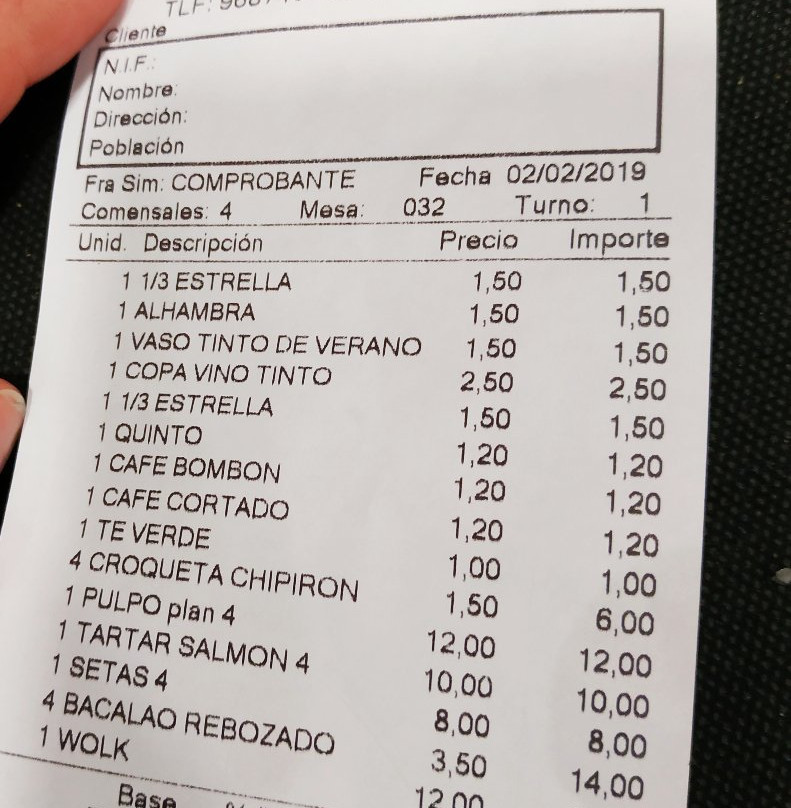 TLF:
Cliente
N.I.F.:
Nombre:
Dirección:
Población
Fra Sim: COMPROBANTE Fecha 02/02/2019
Comensales: 4 Mesa: 032 Turno: 1
Unid. Descripción Precio Importe
1 1/3 ESTRELLA 1,50 1,50
1 ALHAMBRA 1,50 1,50
1 VASO TINTO DE VERANO 1,50 1,50
1 COPA VINO TINTO 2,50 2,50
1 1/3 ESTRELLA 1,50 1,50
1 QUINTO 1,20 1,20
1 CAFE BOMBON 1,20 1,20
1 CAFE CORTADO 1,20 1,20
1 TE VERDE 1,00 1,00
4 CROQUETA CHIPIRON 1,50 6,00
1 PULPO plan 4 12,00 12,00
1 TARTAR SALMON 4 10,00 10,00
1 SETAS 4 8,00 8,00
4 BACALAO REBOZADO 3,50 14,00
1 WOLK 12,00
Base